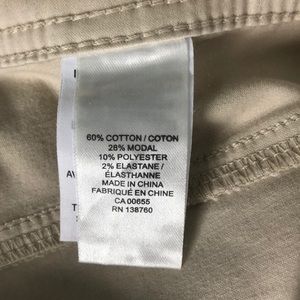 60% COTTON / COTON
28% MODAL
10% POLYESTER
2% ELASTANE /
ÉLASTHANNE
MADE IN CHINA
FABRIQUÉ EN CHINE
CA 00655
RN 138760